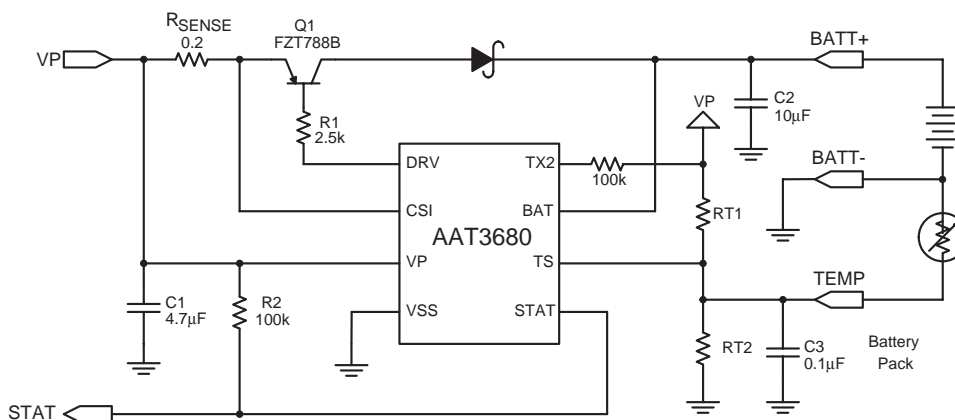 RSENSE
0.2
Q1
FZT788B
VP
BATT+
R1
2.5k
VP
C2
10μF
DRV
TX2
100k
BATT-
CSI
BAT
RT1
AAT3680
VP
TS
TEMP
C1
4.7μF
R2
100k
VSS
STAT
RT2
C3
0.1μF
Battery
Pack
STAT